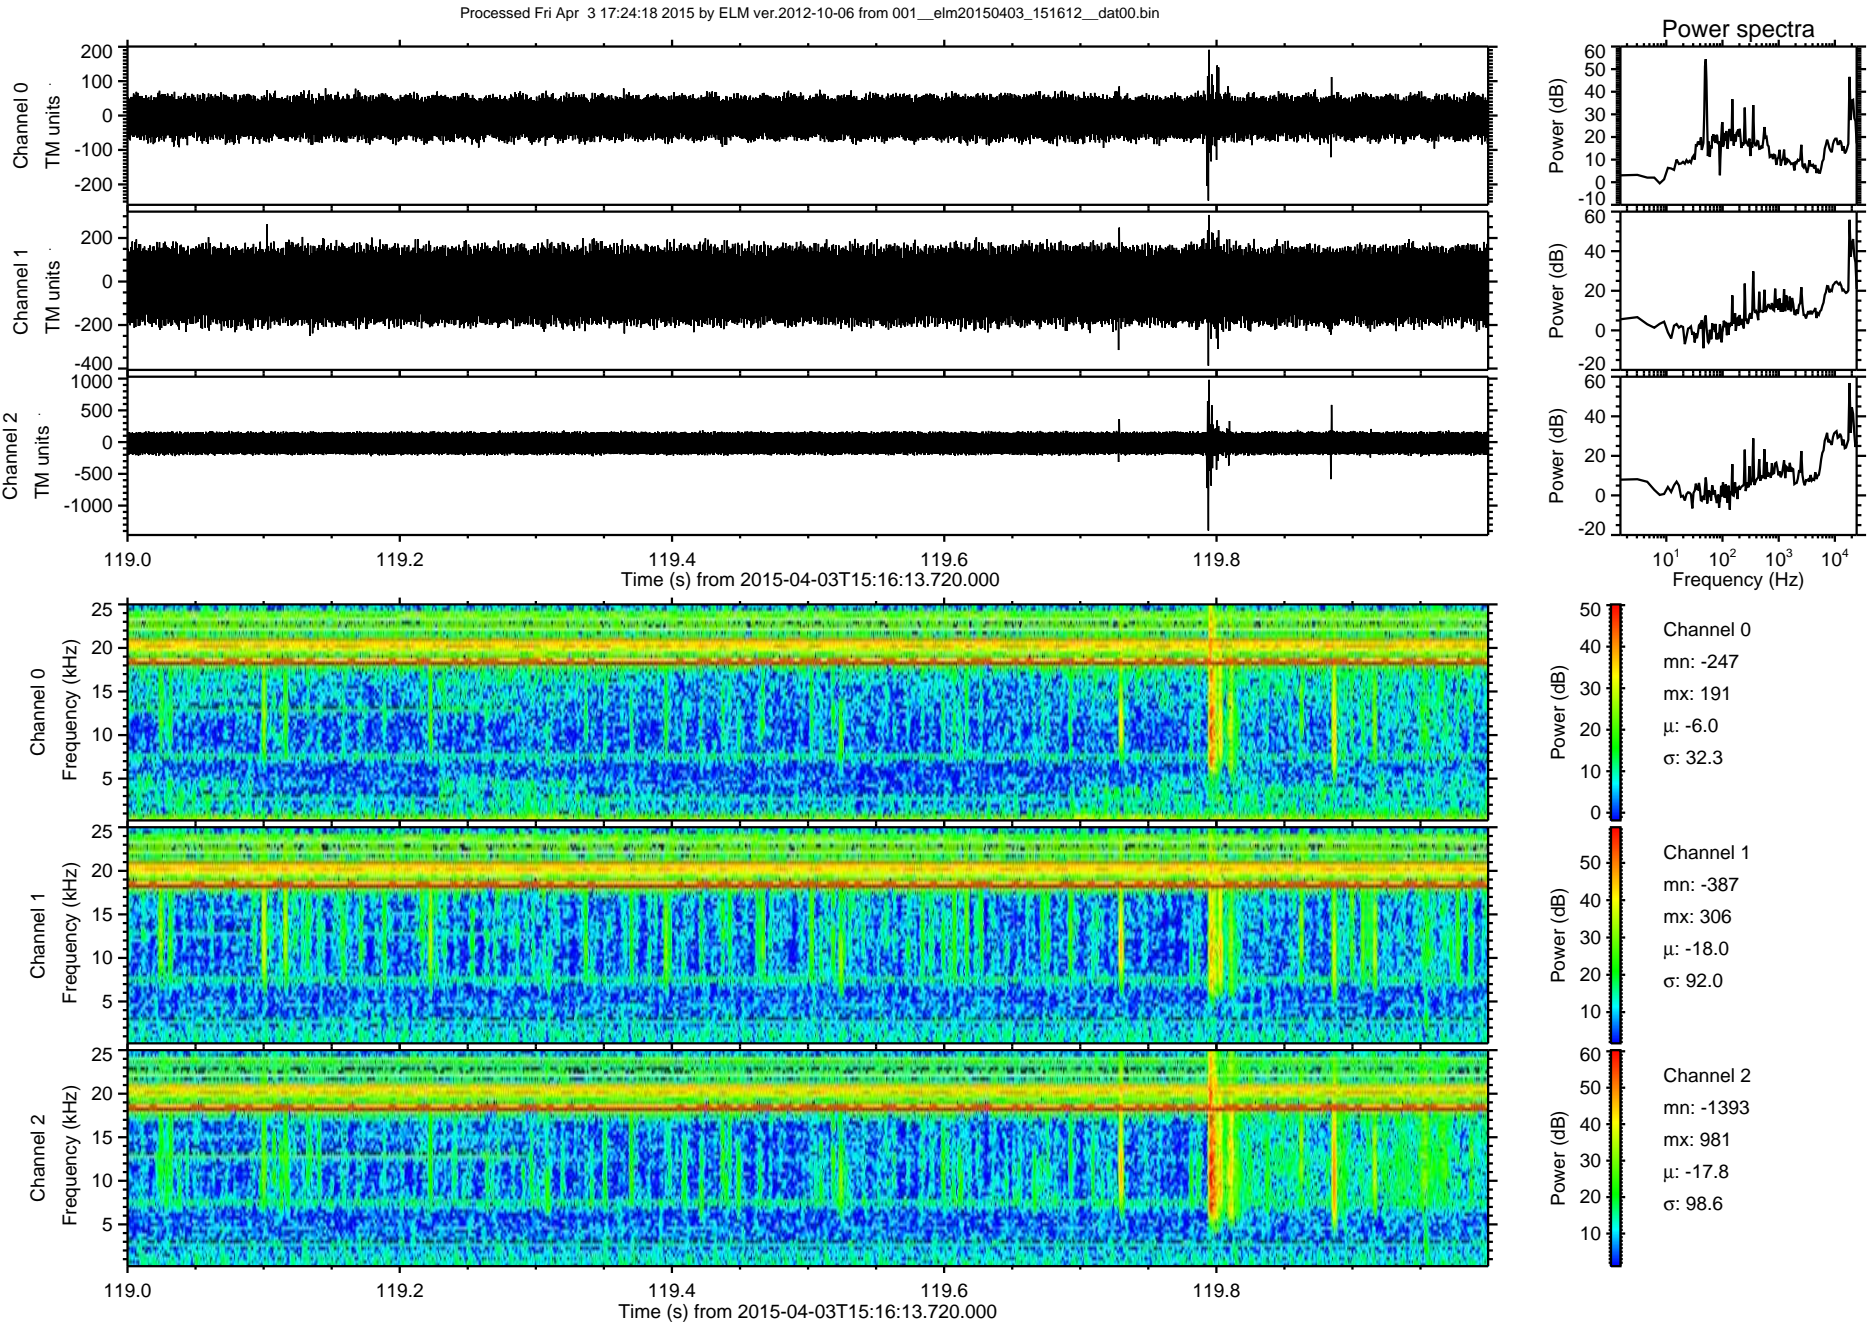 Processed Fri Apr  3 17:24:18 2015 by ELM ver.2012-10-06 from 001__elm20150403_151612__dat00.bin
Power spectra
Channel 0
TM units
200
100
0
-100
-200
Power (dB)
60
50
40
30
20
10
0
-10
Channel 1
TM units
200
0
-200
-400
Power (dB)
60
40
20
0
-20
Channel 2
TM units
1000
500
0
-500
-1000
Power (dB)
60
40
20
0
-20
119.0 119.2 119.4 119.6 119.8
Time (s) from 2015-04-03T15:16:13.720.000
10^1 10^2 10^3 10^4
Frequency (Hz)
Channel 0
Frequency (kHz)
25
20
15
10
5
Power (dB)
50
40
30
20
10
0
Channel 0
mn: -247
mx: 191
μ: -6.0
σ: 32.3
Channel 1
Frequency (kHz)
25
20
15
10
5
Power (dB)
50
40
30
20
10
Channel 1
mn: -387
mx: 306
μ: -18.0
σ: 92.0
Channel 2
Frequency (kHz)
25
20
15
10
5
Power (dB)
60
50
40
30
20
10
Channel 2
mn: -1393
mx: 981
μ: -17.8
σ: 98.6
119.0 119.2 119.4 119.6 119.8
Time (s) from 2015-04-03T15:16:13.720.000